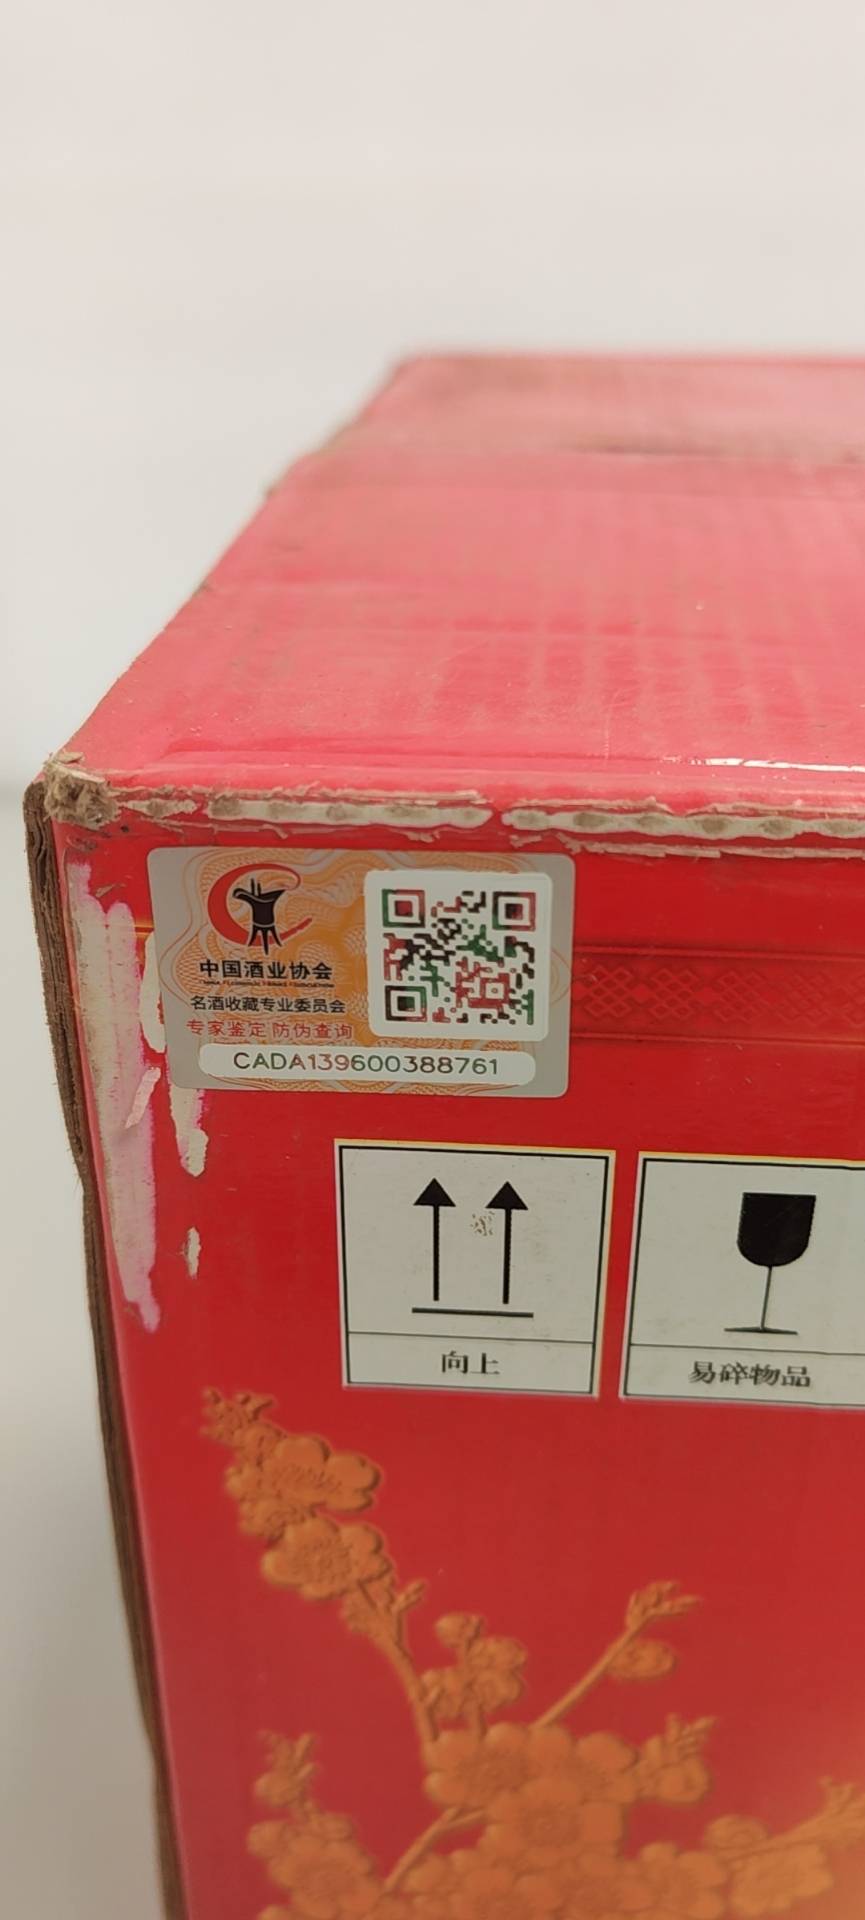 中国酒业协会
名酒收藏专业委员会
专家鉴定 防伪查询
CADA139600388761
向上
易碎物品